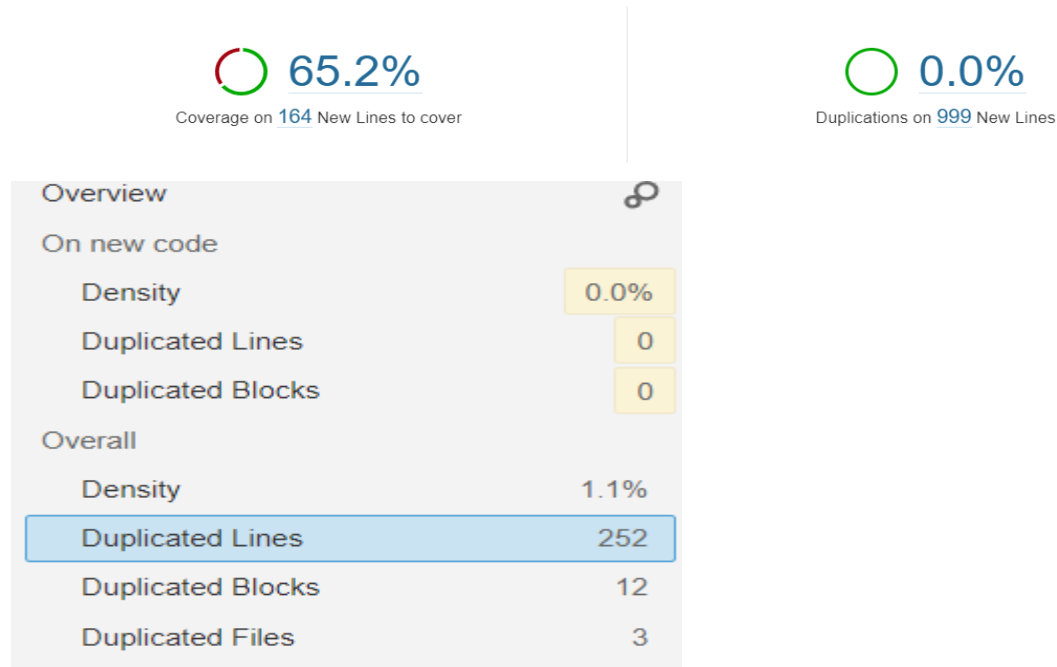 65.2%
Coverage on 164 New Lines to cover
0.0%
Duplications on 999 New Lines
Overview
On new code
Density 0.0%
Duplicated Lines 0
Duplicated Blocks 0
Overall
Density 1.1%
Duplicated Lines 252
Duplicated Blocks 12
Duplicated Files 3